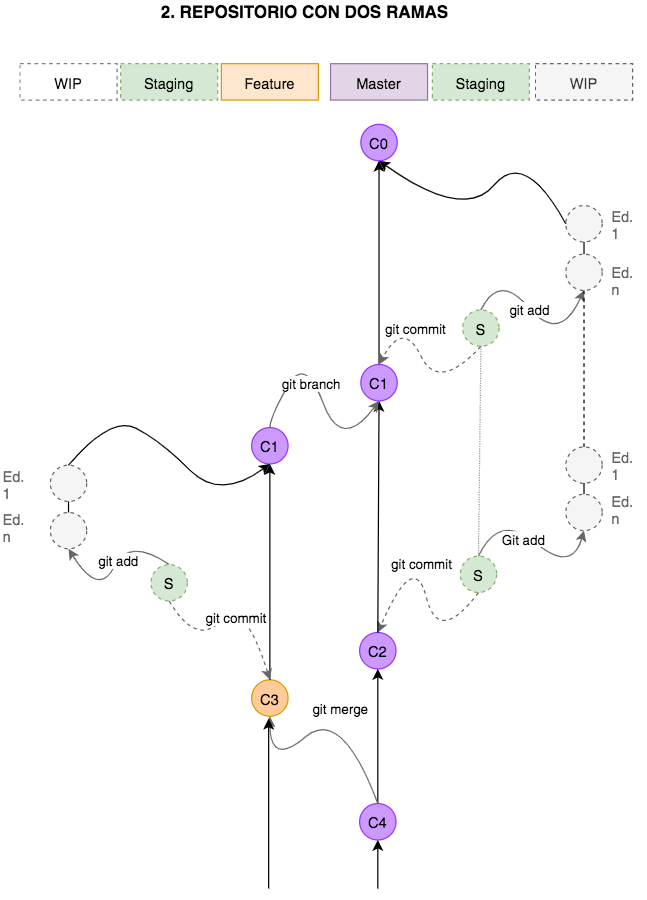 2. REPOSITORIO CON DOS RAMAS
WIP Staging Feature Master Staging WIP
C0
Ed.
1
Ed.
n
git add
git commit
S
C1
git branch
C1
Ed.
1
Ed.
n
Ed.
1
Ed.
n
Git add
git add
git commit
S
S
git commit
C2
C3
git merge
C4